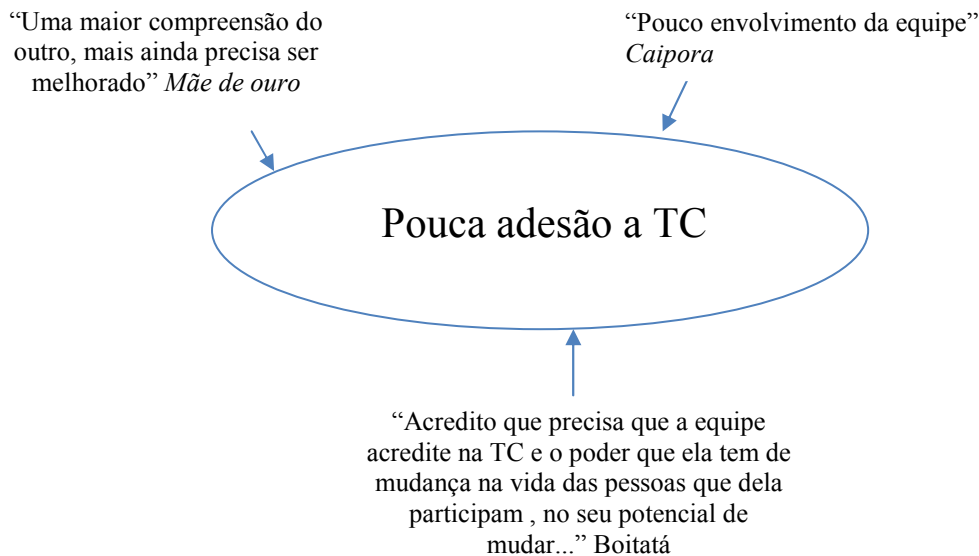 “Uma maior compreensão do
outro, mais ainda precisa ser
melhorado” Mãe de ouro
“Pouco envolvimento da equipe”
Caipora
Pouca adesão a TC
“Acredito que precisa que a equipe
acredite na TC e o poder que ela tem de
mudança na vida das pessoas que dela
participam , no seu potencial de
mudar...” Boitatá